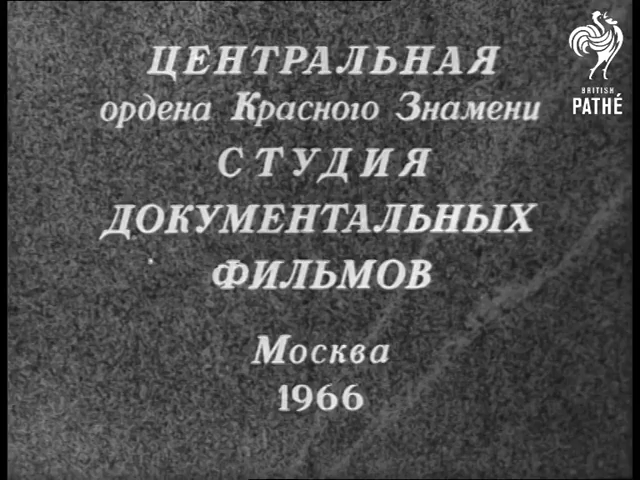 ЦЕНТРАЛЬНАЯ
ордена Красного Знамени
СТУДИЯ
ДОКУМЕНТАЛЬНЫХ
ФИЛЬМОВ
Москва
1966
BRITISH
PATHÉ